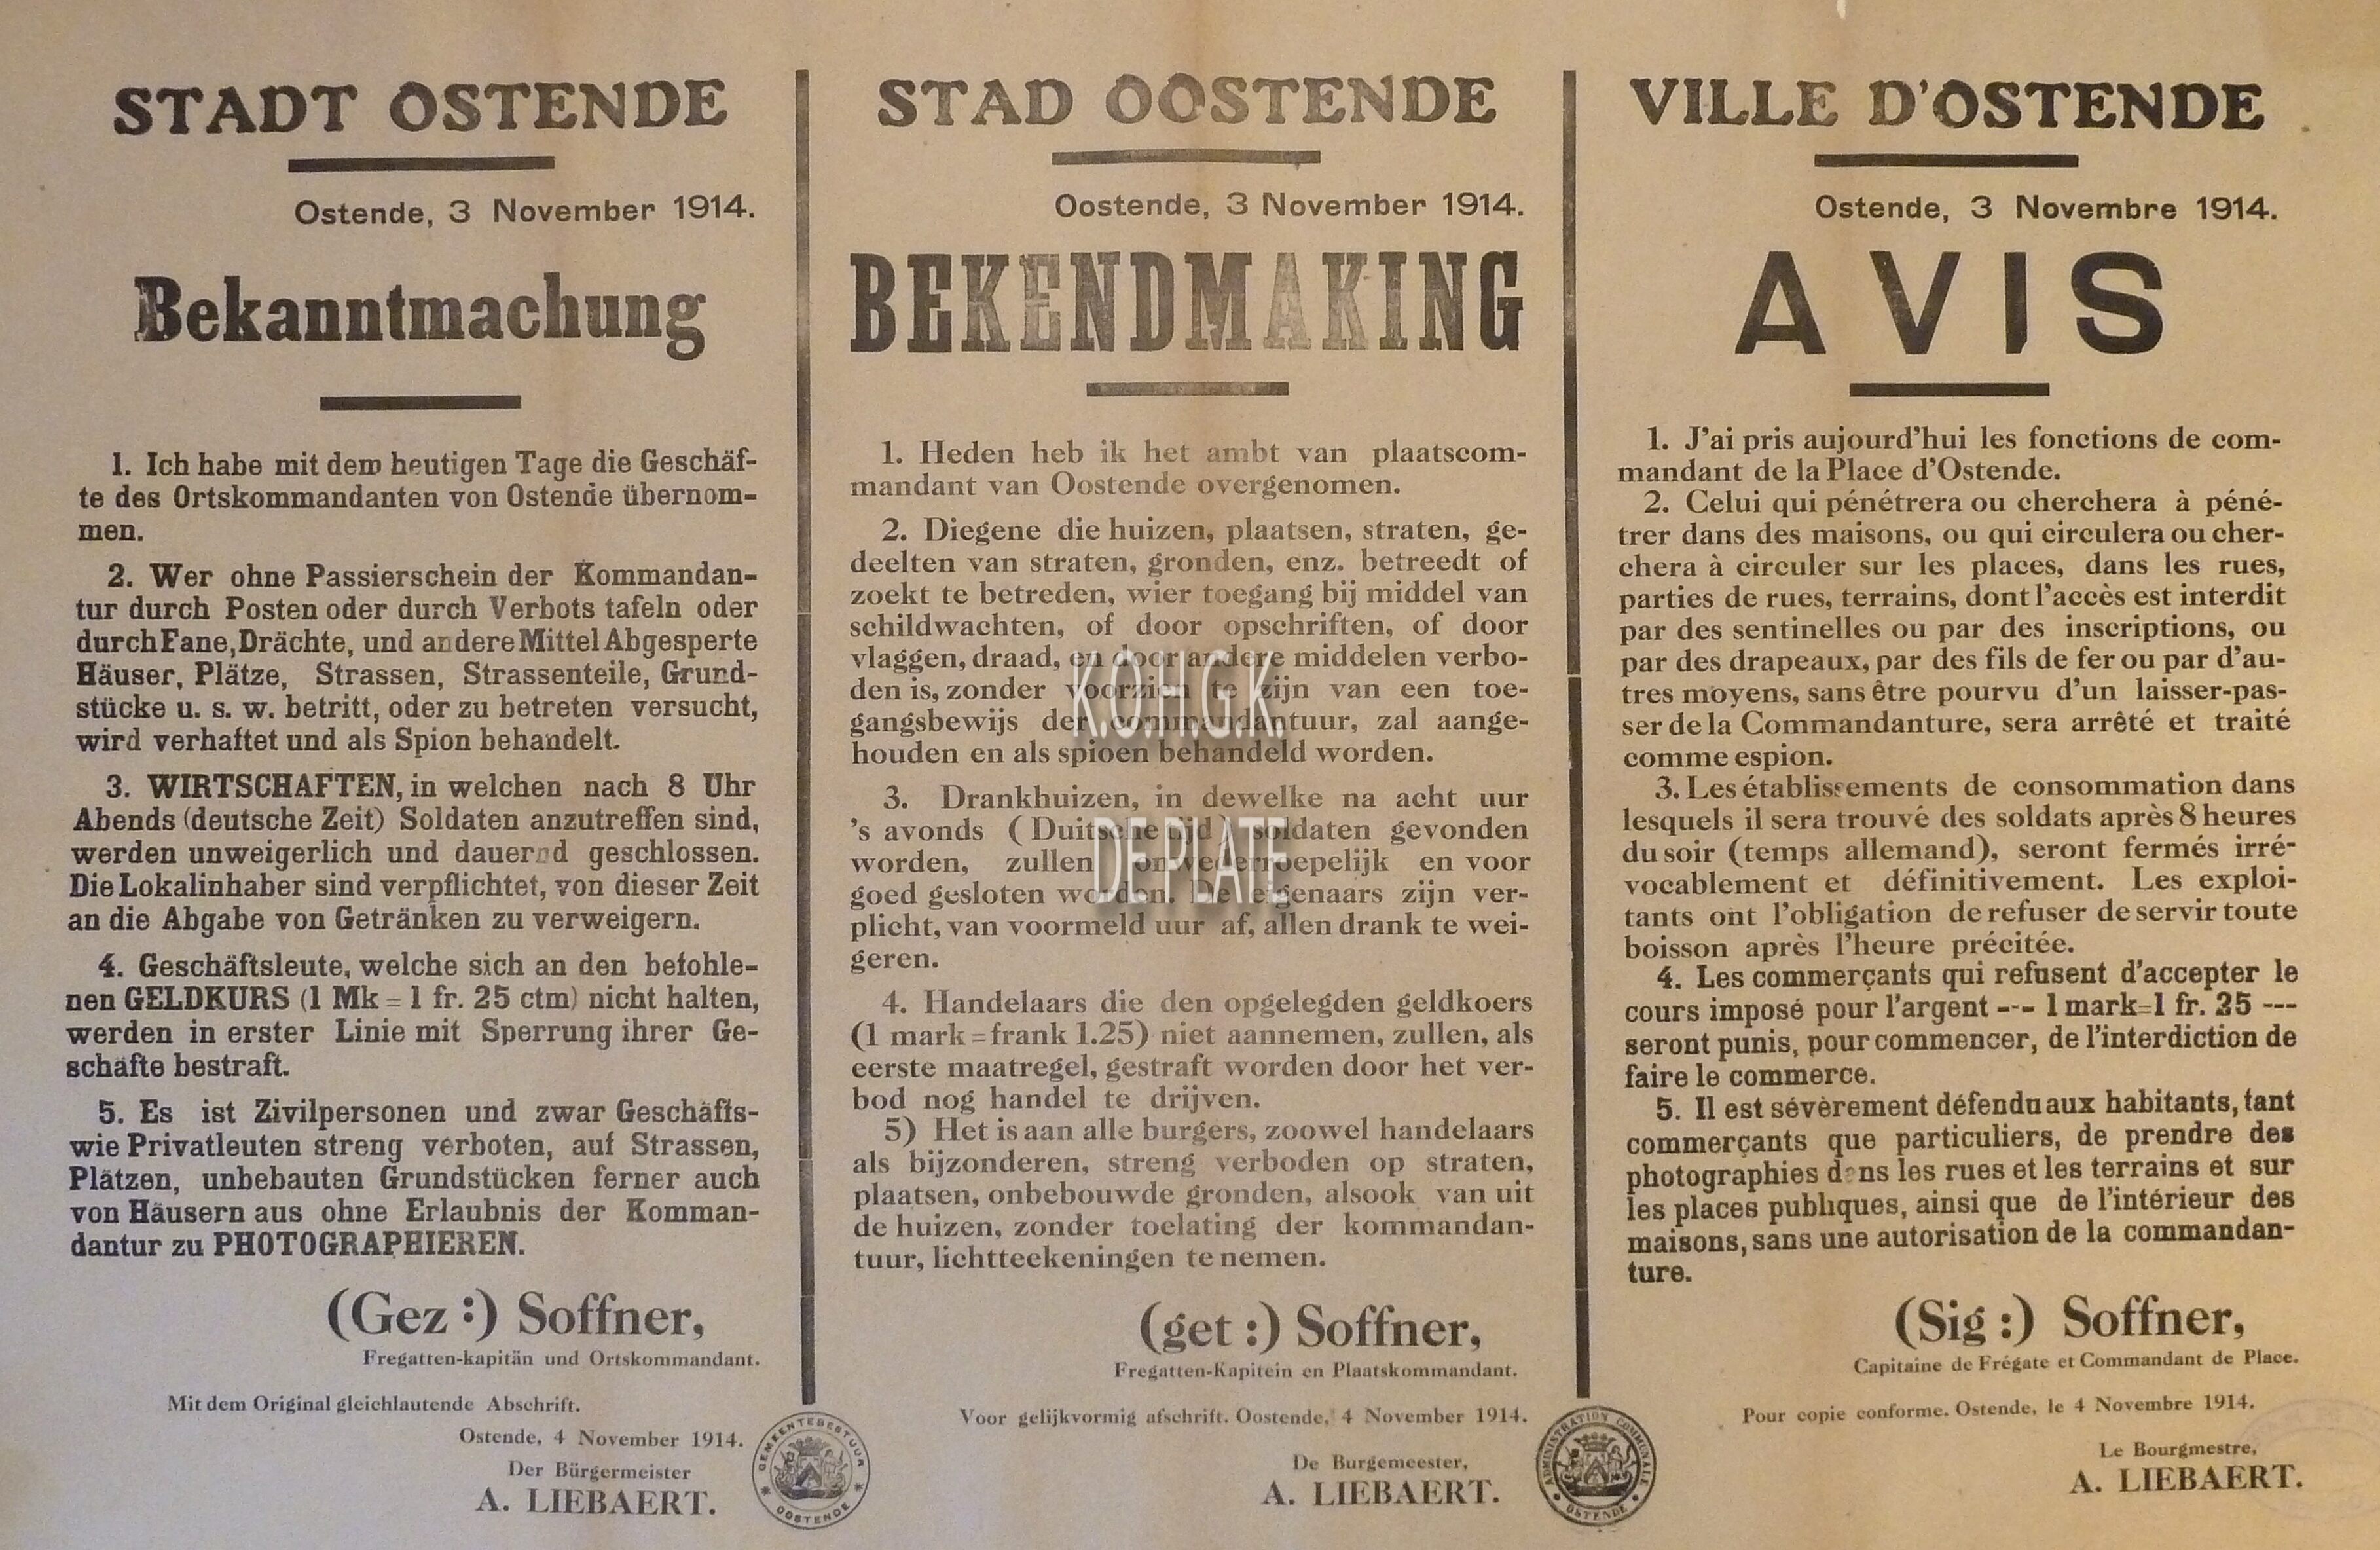 STADT OSTENDE
Ostende, 3 November 1914.
Bekanntmachung
1. Ich habe mit dem heutigen Tage die Geschäf-
te des Ortskommandanten von Ostende übernom-
men.
2. Wer ohne Passierschein der Kommandan-
tur durch Posten oder durch Verbots tafeln oder
durch Fane, Drächte, und andere Mittel Abgesperte
Häuser, Plätze, Strassen, Strassenteile, Grund-
stücke u. s. w. betritt, oder zu betreten versucht,
wird verhaftet und als Spion behandelt.
3. WIRTSCHAFTEN, in welchen nach 8 Uhr
Abends (deutsche Zeit) Soldaten anzutreffen sind,
werden unweigerlich und dauernd geschlossen.
Die Lokalinhaber sind verpflichtet, von dieser Zeit
an die Abgabe von Getränken zu verweigern.
4. Geschäftsleute, welche sich an den befohle-
nen GELDKURS (1 Mk = 1 fr. 25 ctm) nicht halten,
werden in erster Linie mit Sperrung ihrer Ge-
schäfte bestraft.
5. Es ist Zivilpersonen und zwar Geschäfts-
wie Privatleuten streng verboten, auf Strassen,
Plätzen, unbebauten Grundstücken ferner auch
von Häusern aus ohne Erlaubnis der Komman-
dantur zu PHOTOGRAPHIEREN.
(Gez :) Soffner,
Fregatten-kapitän und Ortskommandant.
Mit dem Original gleichlautende Abschrift.
Ostende, 4 November 1914.
Der Bürgermeister
A. LIEBAERT.
GEMEENTEBESTUUR
* OOSTENDE *
STAD OOSTENDE
Oostende, 3 November 1914.
BEKENDMAKING
1. Heden heb ik het ambt van plaatscom-
mandant van Oostende overgenomen.
2. Diegene die huizen, plaatsen, straten, ge-
deelten van straten, gronden, enz. betreedt of
zoekt te betreden, wier toegang bij middel van
schildwachten, of door opschriften, of door
vlaggen, draad, en door andere middelen verbo-
den is, zonder voorzien te zijn van een toe-
gangsbewijs der commandantuur, zal aange-
houden en als spioen behandeld worden.
3. Drankhuizen, in dewelke na acht uur
's avonds (Duitsche tijd) soldaten gevonden
worden, zullen onwederroepelijk en voor
goed gesloten worden. De eigenaars zijn ver-
plicht, van voormeld uur af, allen drank te wei-
geren.
4. Handelaars die den opgelegden geldkoers
(1 mark = frank 1.25) niet aannemen, zullen, als
eerste maatregel, gestraft worden door het ver-
bod nog handel te drijven.
5) Het is aan alle burgers, zoowel handelaars
als bijzonderen, streng verboden op straten,
plaatsen, onbebouwde gronden, alsook van uit
de huizen, zonder toelating der kommandan-
tuur, lichtteekeningen te nemen.
(get :) Soffner,
Fregatten-Kapitein en Plaatskommandant.
Voor gelijkvormig afschrift. Oostende, 4 November 1914.
De Burgemeester,
A. LIEBAERT.
K.O.H.G.K.
DE PLATE
ADMINISTRATION COMMUNALE
• OSTENDE •
VILLE D'OSTENDE
Ostende, 3 Novembre 1914.
AVIS
1. J'ai pris aujourd'hui les fonctions de com-
mandant de la Place d'Ostende.
2. Celui qui pénétrera ou cherchera à péné-
trer dans des maisons, ou qui circulera ou cher-
chera à circuler sur les places, dans les rues,
parties de rues, terrains, dont l'accès est interdit
par des sentinelles ou par des inscriptions, ou
par des drapeaux, par des fils de fer ou par d'au-
tres moyens, sans être pourvu d'un laisser-pas-
ser de la Commandanture, sera arrêté et traité
comme espion.
3. Les établissements de consommation dans
lesquels il sera trouvé des soldats après 8 heures
du soir (temps allemand), seront fermés irré-
vocablement et définitivement. Les exploi-
tants ont l'obligation de refuser de servir toute
boisson après l'heure précitée.
4. Les commerçants qui refusent d'accepter le
cours imposé pour l'argent --- 1 mark=1 fr. 25 ---
seront punis, pour commencer, de l'interdiction de
faire le commerce.
5. Il est sévèrement défendu aux habitants, tant
commerçants que particuliers, de prendre des
photographies dans les rues et les terrains et sur
les places publiques, ainsi que de l'intérieur des
maisons, sans une autorisation de la commandan-
ture.
(Sig :) Soffner,
Capitaine de Frégate et Commandant de Place.
Pour copie conforme. Ostende, le 4 Novembre 1914.
Le Bourgmestre,
A. LIEBAERT.